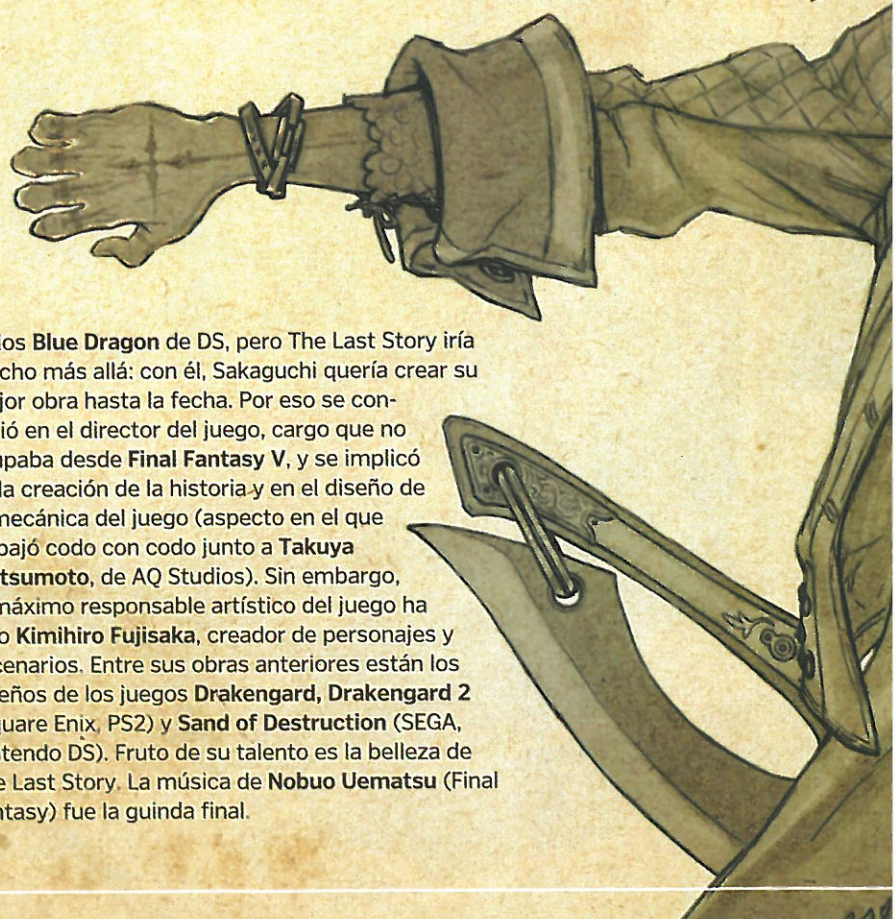 los Blue Dragon de DS, pero The Last Story iría
cho más allá: con él, Sakaguchi quería crear su
jor obra hasta la fecha. Por eso se con-
ió en el director del juego, cargo que no
upaba desde Final Fantasy V, y se implicó
la creación de la historia y en el diseño de
mecánica del juego (aspecto en el que
bajó codo con codo junto a Takuya
tsumoto, de AQ Studios). Sin embargo,
máximo responsable artístico del juego ha
o Kimihiro Fujisaka, creador de personajes y
cenarios. Entre sus obras anteriores están los
eños de los juegos Drakengard, Drakengard 2
quare Enix, PS2) y Sand of Destruction (SEGA,
tendo DS). Fruto de su talento es la belleza de
e Last Story. La música de Nobuo Uematsu (Final
ntasy) fue la guinda final.